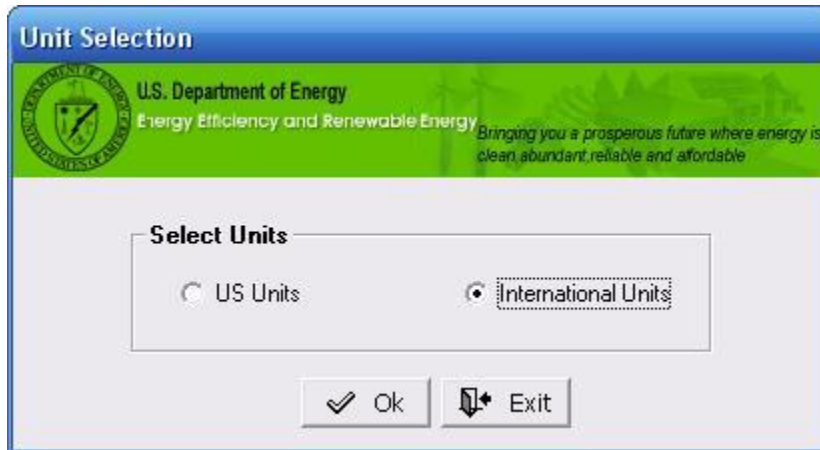 Unit Selection
U.S. Department of Energy
Energy Efficiency and Renewable Energy
Bringing you a prosperous future where energy is
clean,abundant,reliable and affordable
Select Units
US Units
International Units
Ok
Exit